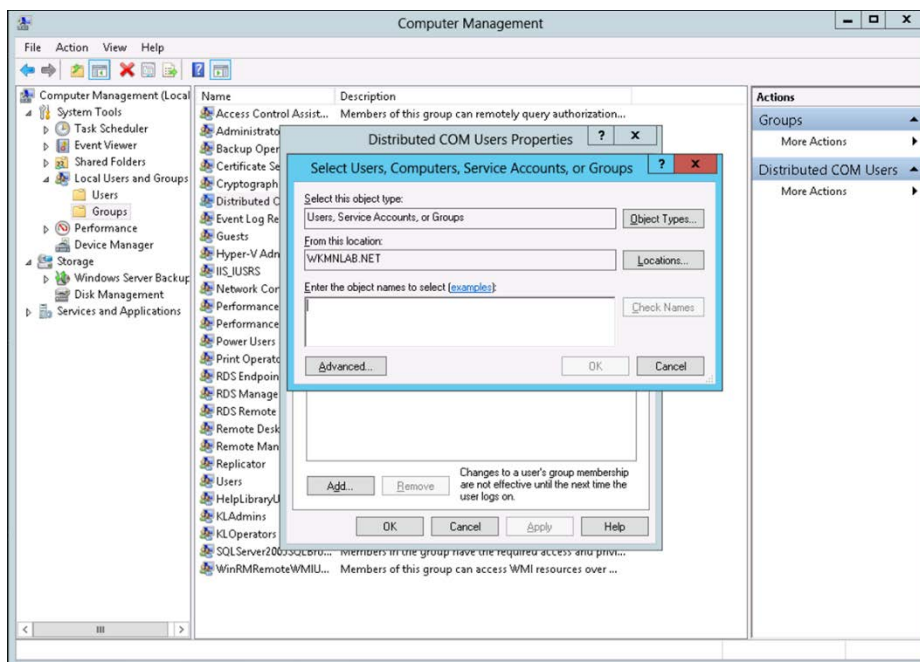 Computer Management
File Action View Help
Computer Management (Local
System Tools
Task Scheduler
Event Viewer
Shared Folders
Local Users and Groups
Users
Groups
Performance
Device Manager
Storage
Windows Server Backup
Disk Management
Services and Applications
Name Description
Access Control Assist... Members of this group can remotely query authorization...
Administrato
Backup Oper
Certificate Se
Cryptograph
Distributed C
Event Log Re
Guests
Hyper-V Adn
IIS_IUSRS
Network Cor
Performance
Performance
Power Users
Print Operato
RDS Endpoin
RDS Manage
RDS Remote
Remote Desk
Remote Man
Replicator
Users
HelpLibraryU
KLAdmins
KLOperators
SQLServer2005SQLBro... Members in the group have the required access and privi...
WinRMRemoteWMIU... Members of this group can access WMI resources over ...
Distributed COM Users Properties ? x
Select Users, Computers, Service Accounts, or Groups ? x
Select this object type:
Users, Service Accounts, or Groups Object Types...
From this location:
WKMNLAB.NET Locations...
Enter the object names to select (examples):
Check Names
Advanced... OK Cancel
Add... Remove
Changes to a user's group membership
are not effective until the next time the
user logs on.
OK Cancel Apply Help
Actions
Groups
More Actions
Distributed COM Users
More Actions